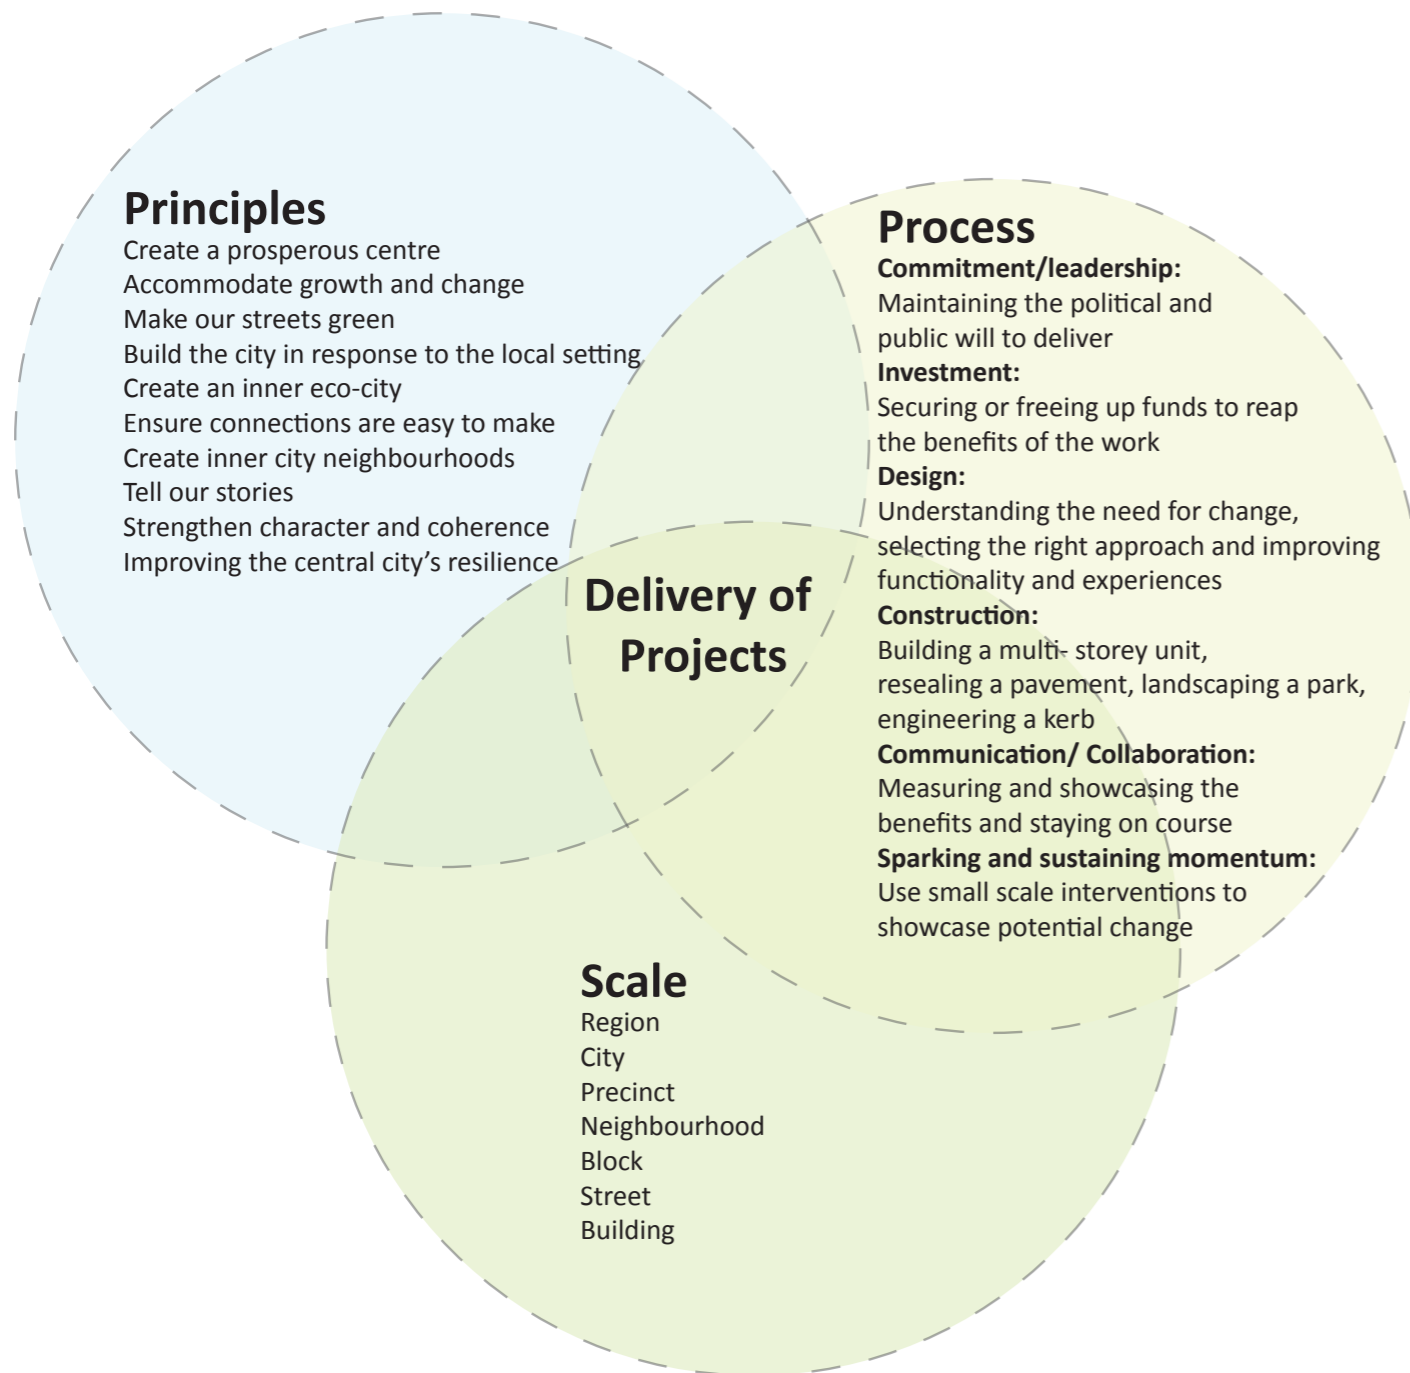 Principles
Create a prosperous centre
Accommodate growth and change
Make our streets green
Build the city in response to the local setting
Create an inner eco-city
Ensure connections are easy to make
Create inner city neighbourhoods
Tell our stories
Strengthen character and coherence
Improving the central city's resilience
Process
Commitment/leadership:
Maintaining the political and
public will to deliver
Investment:
Securing or freeing up funds to reap
the benefits of the work
Design:
Understanding the need for change,
selecting the right approach and improving
functionality and experiences
Construction:
Building a multi- storey unit,
resealing a pavement, landscaping a park,
engineering a kerb
Communication/ Collaboration:
Measuring and showcasing the
benefits and staying on course
Sparking and sustaining momentum:
Use small scale interventions to
showcase potential change
Delivery of
Projects
Scale
Region
City
Precinct
Neighbourhood
Block
Street
Building